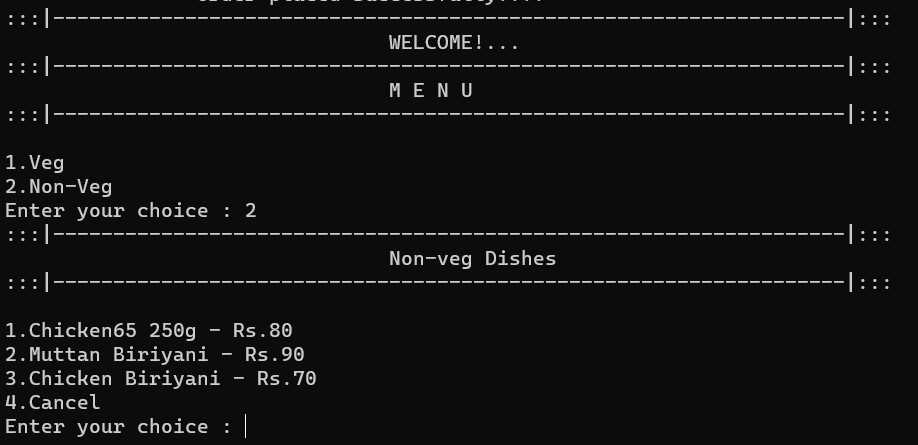 :::|------------------------------------------------------------------|:::
WELCOME!...
:::|------------------------------------------------------------------|:::
M E N U
:::|------------------------------------------------------------------|:::
1.Veg
2.Non-Veg
Enter your choice : 2
:::|------------------------------------------------------------------|:::
Non-veg Dishes
:::|------------------------------------------------------------------|:::
1.Chicken65 250g - Rs.80
2.Muttan Biriyani - Rs.90
3.Chicken Biriyani - Rs.70
4.Cancel
Enter your choice :